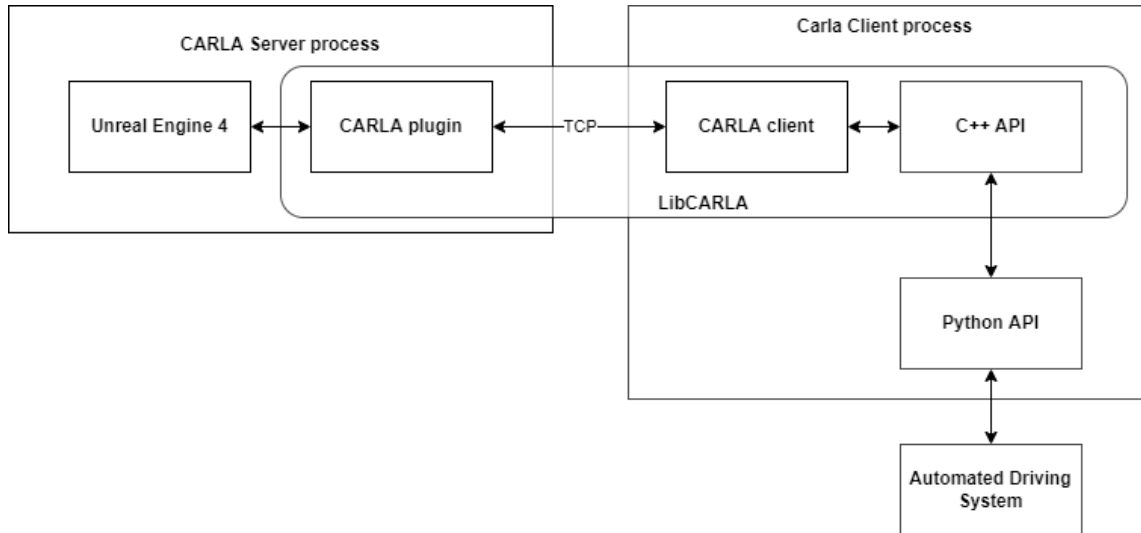 CARLA Server process
Carla Client process
Unreal Engine 4
CARLA plugin
TCP
CARLA client
C++ API
LibCARLA
Python API
Automated Driving
System